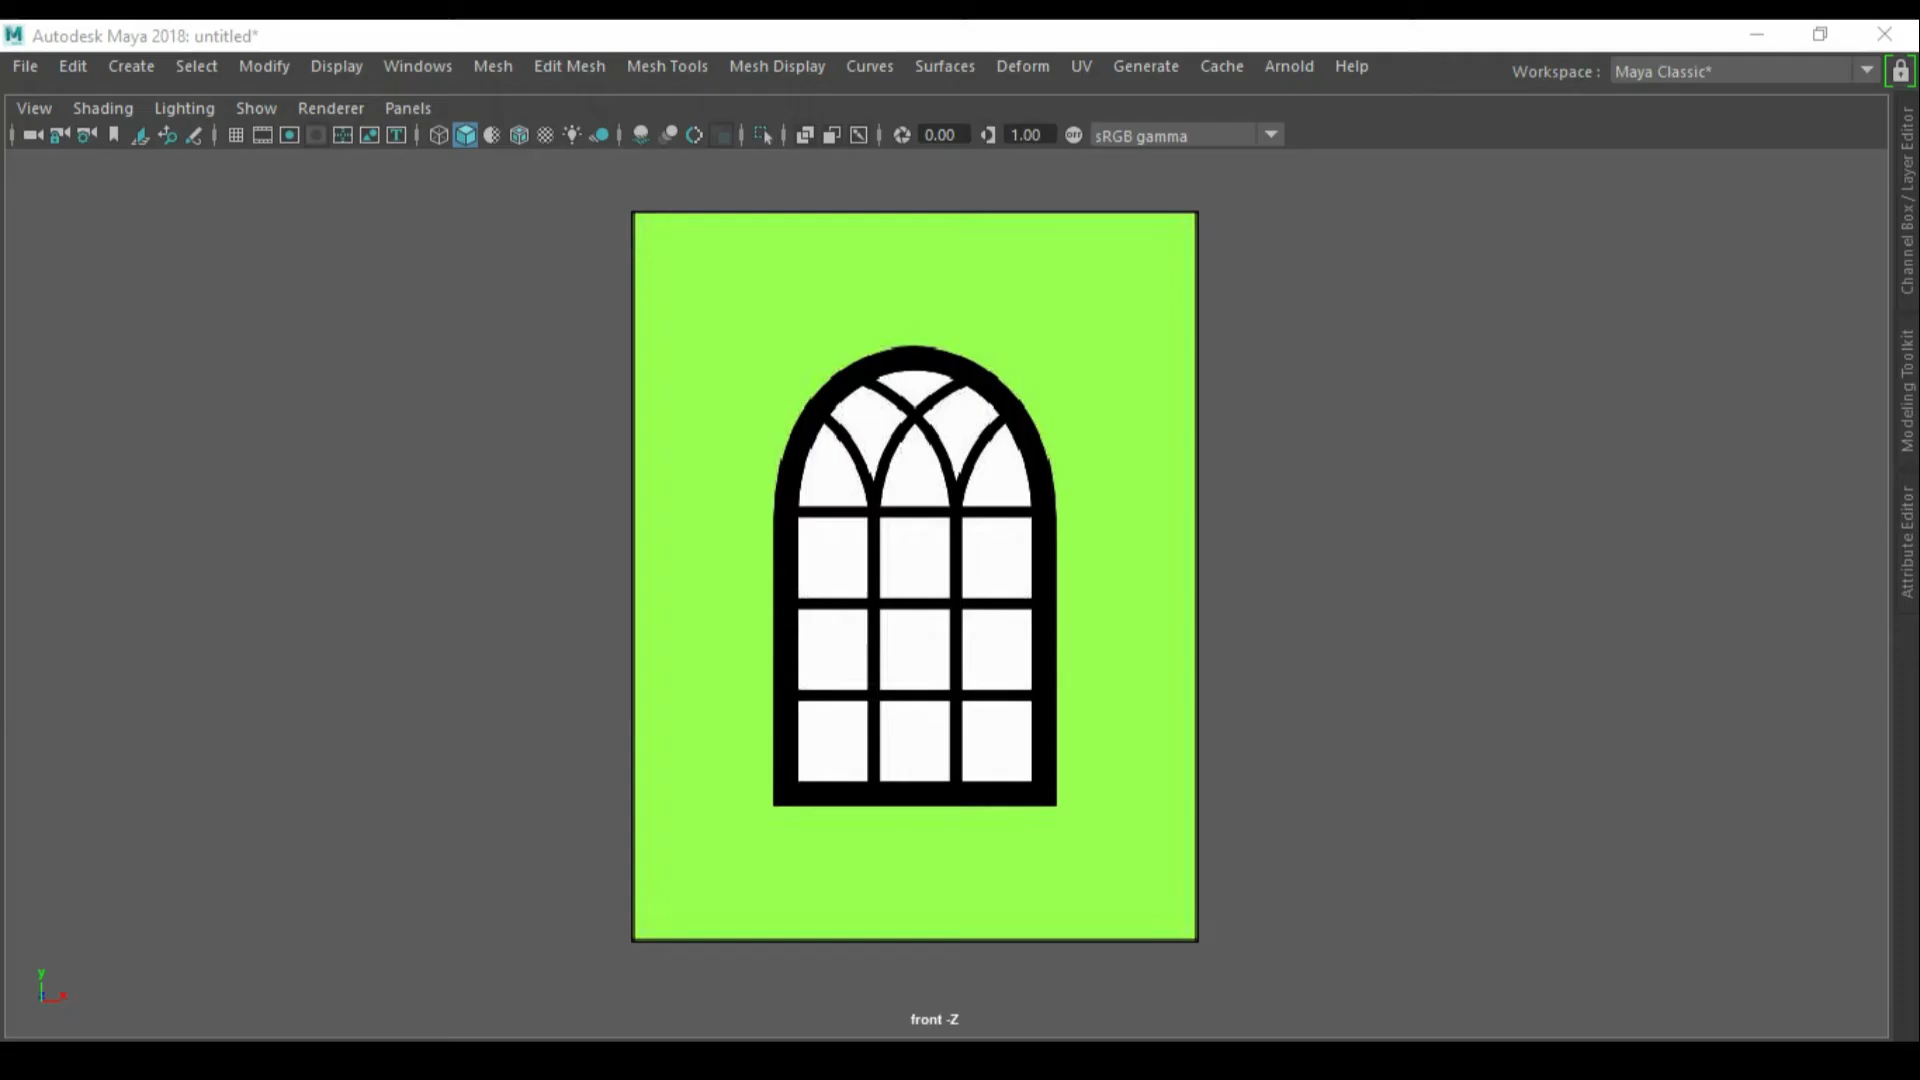 Autodesk Maya 2018: untitled*
File Edit Create Select Modify Display Windows Mesh Edit Mesh Mesh Tools Mesh Display Curves Surfaces Deform UV Generate Cache Arnold Help
Workspace : Maya Classic*
View Shading Lighting Show Renderer Panels
0.00 1.00 sRGB gamma
Channel Box / Layer Editor
Modeling Toolkit
Attribute Editor
y
x
front -Z